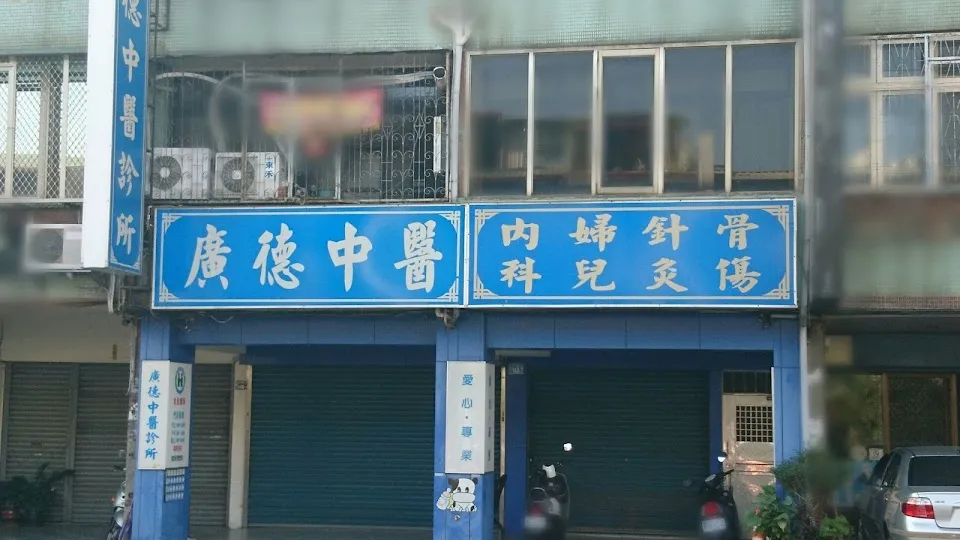 德中醫診所
廣德中醫
內 婦 針 骨
科 兒 灸 傷
廣德中醫診所
愛心·專業